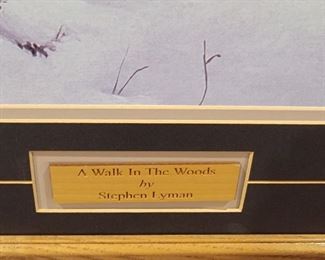 A Walk In The Woods
by
Stephen Lyman